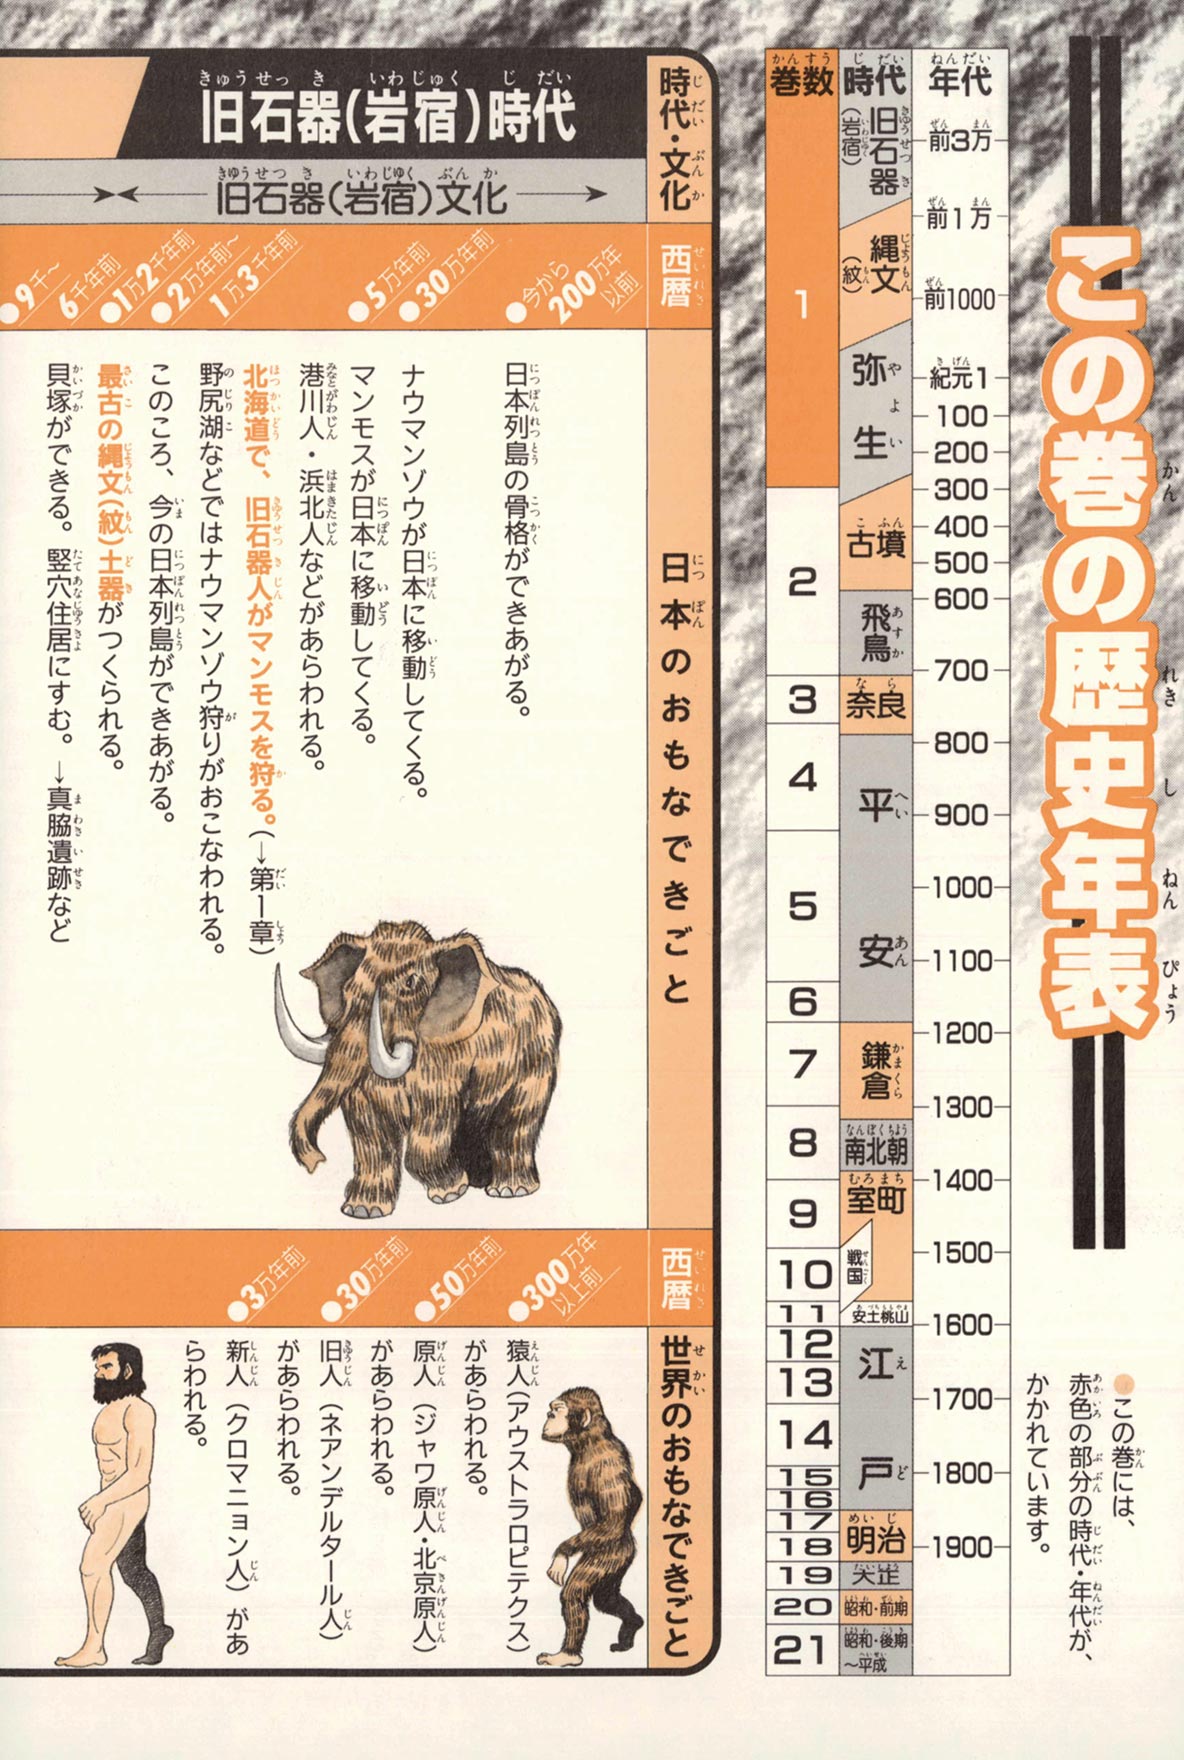 この巻の歴史年表
かん れき し ねん ぴょう
●この巻には、
赤色の部分の時代・年代が、
かかれています。
年代
前3万
前1万
前1000
紀元1
100
200
300
400
500
600
700
800
900
1000
1100
1200
1300
1400
1500
1600
1700
1800
1900
時代
旧石器
(岩宿)
縄文
(紋)
弥生
古墳
飛鳥
奈良
平安
鎌倉
南北朝
室町
戦国
安土桃山
江戸
明治
大正
昭和・前期
昭和・後期
～平成
巻数
1
2
3
4
5
6
7
8
9
10
11
12
13
14
15
16
17
18
19
20
21
時代・文化
旧石器(岩宿)時代
旧石器(岩宿)文化
西暦
●今から
200万年
以前
●30万年前
●5万年前
●2万年前～
1万3千年前
●1万2千年前
●9千～
6千年前
日本のおもなできごと
日本列島の骨格ができあがる。
ナウマンゾウが日本に移動してくる。
マンモスが日本に移動してくる。
港川人・浜北人などがあらわれる。
北海道で、旧石器人がマンモスを狩る。(→第1章)
野尻湖などではナウマンゾウ狩りがおこなわれる。
このころ、今の日本列島ができあがる。
最古の縄文(紋)土器がつくられる。
貝塚ができる。竪穴住居にすむ。→真脇遺跡など
西暦
●300万年
以上前
●50万年前
●30万年前
●3万年前
世界のおもなできごと
猿人(アウストラロピテクス)
があらわれる。
原人(ジャワ原人・北京原人)
があらわれる。
旧人(ネアンデルタール人)
があらわれる。
新人(クロマニョン人)があ
らわれる。